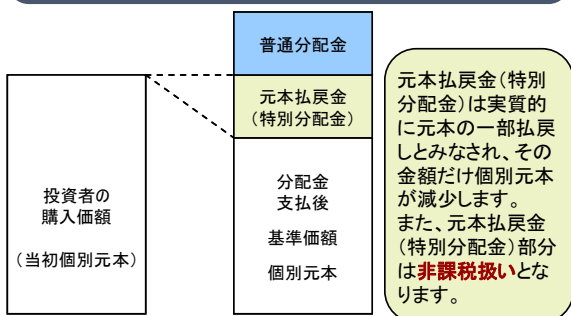 普通分配金
元本払戻金
(特別分配金)
投資者の
購入価額
(当初個別元本)
分配金
支払後
基準価額
個別元本
元本払戻金(特別
分配金)は実質的
に元本の一部払戻
しとみなされ、その
金額だけ個別元本
が減少します。
また、元本払戻金
(特別分配金)部分
は非課税扱いとな
ります。